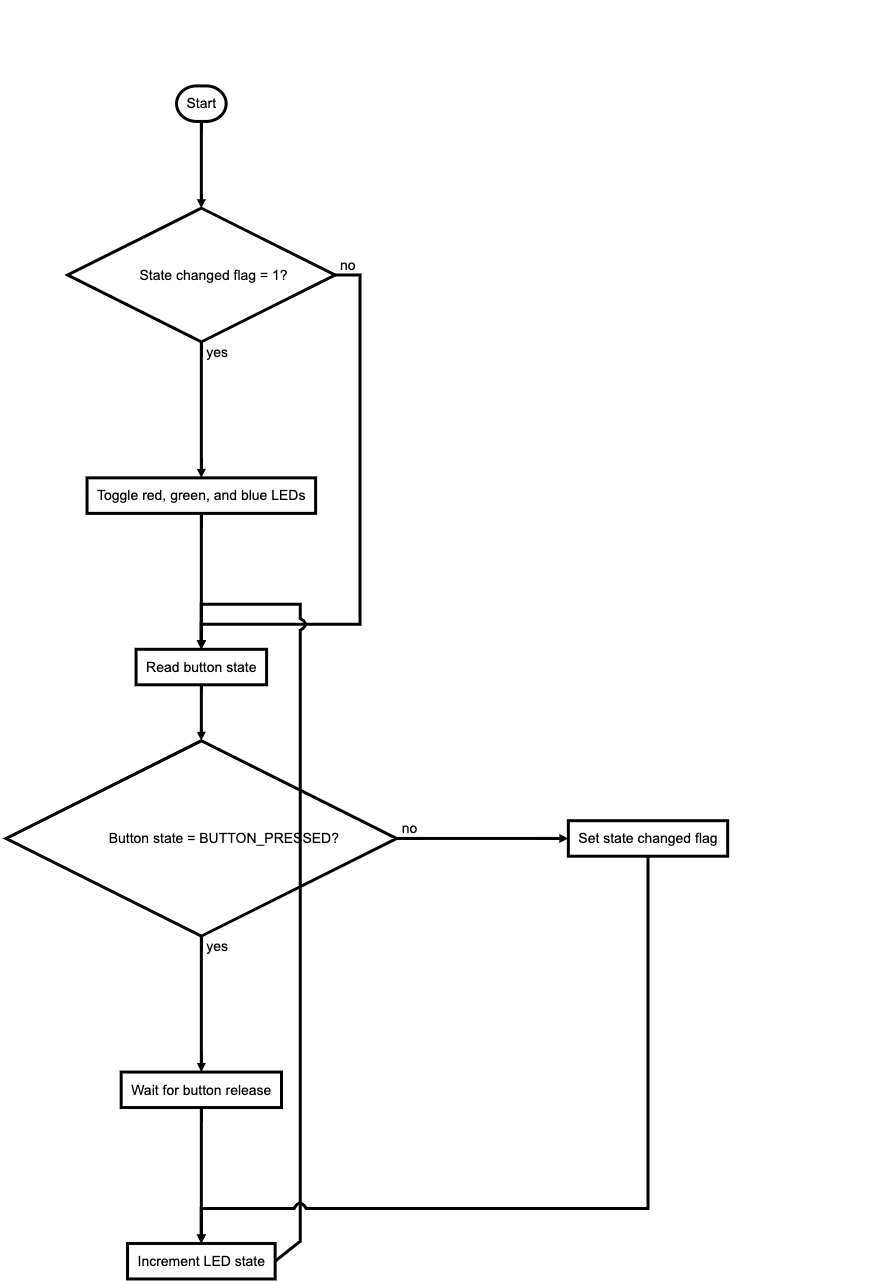 Start
State changed flag = 1?
no
yes
Toggle red, green, and blue LEDs
Read button state
Button state = BUTTON_PRESSED?
no
Set state changed flag
yes
Wait for button release
Increment LED state